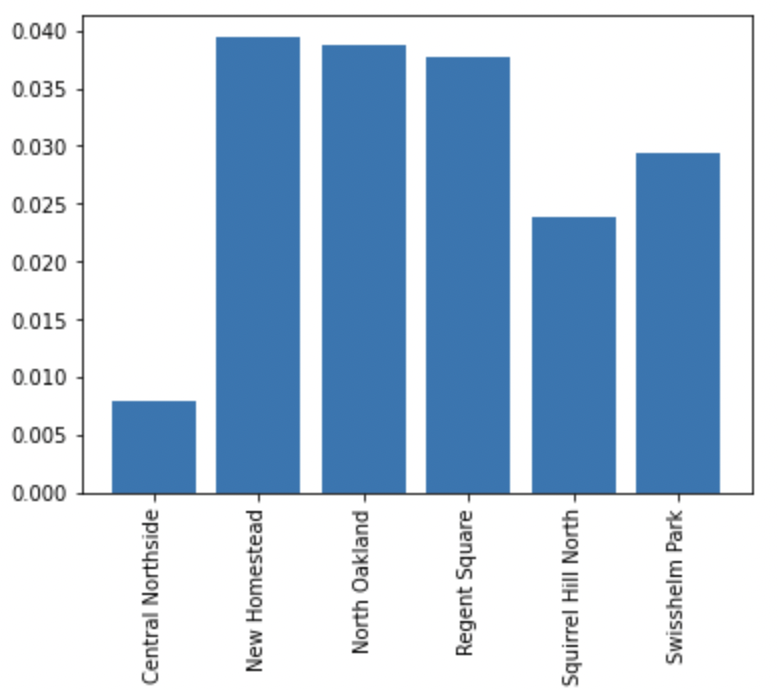 0.040
0.035
0.030
0.025
0.020
0.015
0.010
0.005
0.000
Central Northside
New Homestead
North Oakland
Regent Square
Squirrel Hill North
Swisshelm Park